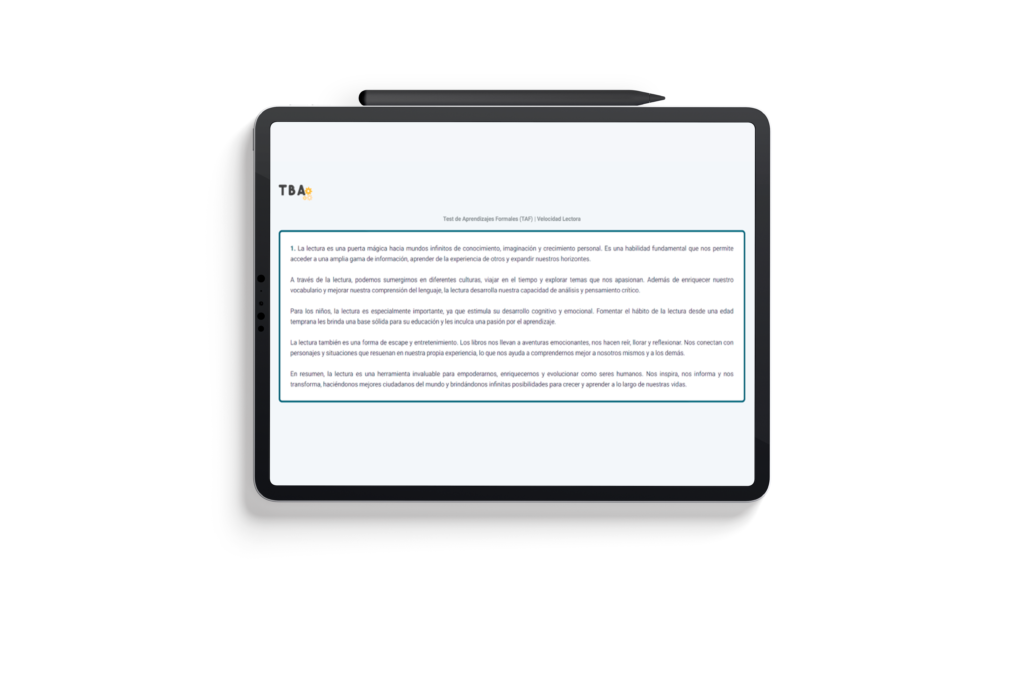 TBA
Test de Aprendizajes Formales (TAF) | Velocidad Lectora
1. La lectura es una puerta mágica hacia mundos infinitos de conocimiento, imaginación y crecimiento personal. Es una habilidad fundamental que nos permite
acceder a una amplia gama de información, aprender de la experiencia de otros y expandir nuestros horizontes.
A través de la lectura, podemos sumergirnos en diferentes culturas, viajar en el tiempo y explorar temas que nos apasionan. Además de enriquecer nuestro
vocabulario y mejorar nuestra comprensión del lenguaje, la lectura desarrolla nuestra capacidad de análisis y pensamiento crítico.
Para los niños, la lectura es especialmente importante, ya que estimula su desarrollo cognitivo y emocional. Fomentar el hábito de la lectura desde una edad
temprana les brinda una base sólida para su educación y les inculca una pasión por el aprendizaje.
La lectura también es una forma de escape y entretenimiento. Los libros nos llevan a aventuras emocionantes, nos hacen reír, llorar y reflexionar. Nos conectan con
personajes y situaciones que resuenan en nuestra propia experiencia, lo que nos ayuda a comprendernos mejor a nosotros mismos y a los demás.
En resumen, la lectura es una herramienta invaluable para empoderarnos, enriquecernos y evolucionar como seres humanos. Nos inspira, nos informa y nos
transforma, haciéndonos mejores ciudadanos del mundo y brindándonos infinitas posibilidades para crecer y aprender a lo largo de nuestras vidas.